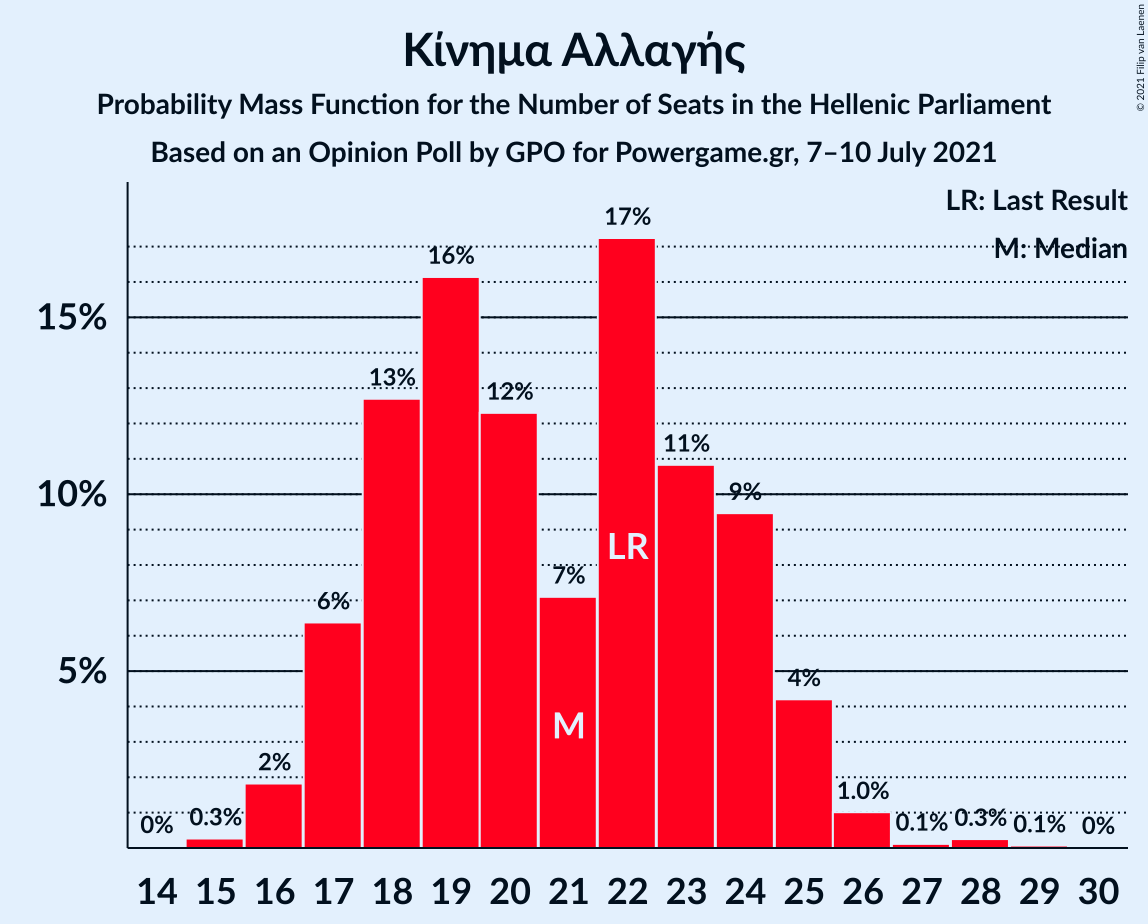 Κίνημα Αλλαγής
Probability Mass Function for the Number of Seats in the Hellenic Parliament
Based on an Opinion Poll by GPO for Powergame.gr, 7–10 July 2021
© 2021 Filip van Laenen
LR: Last Result
M: Median
15%
10%
5%
0%
0.3%
2%
6%
13%
16%
12%
7%
17%
11%
9%
4%
1.0%
0.1%
0.3%
0.1%
0%
LR
M
14 15 16 17 18 19 20 21 22 23 24 25 26 27 28 29 30